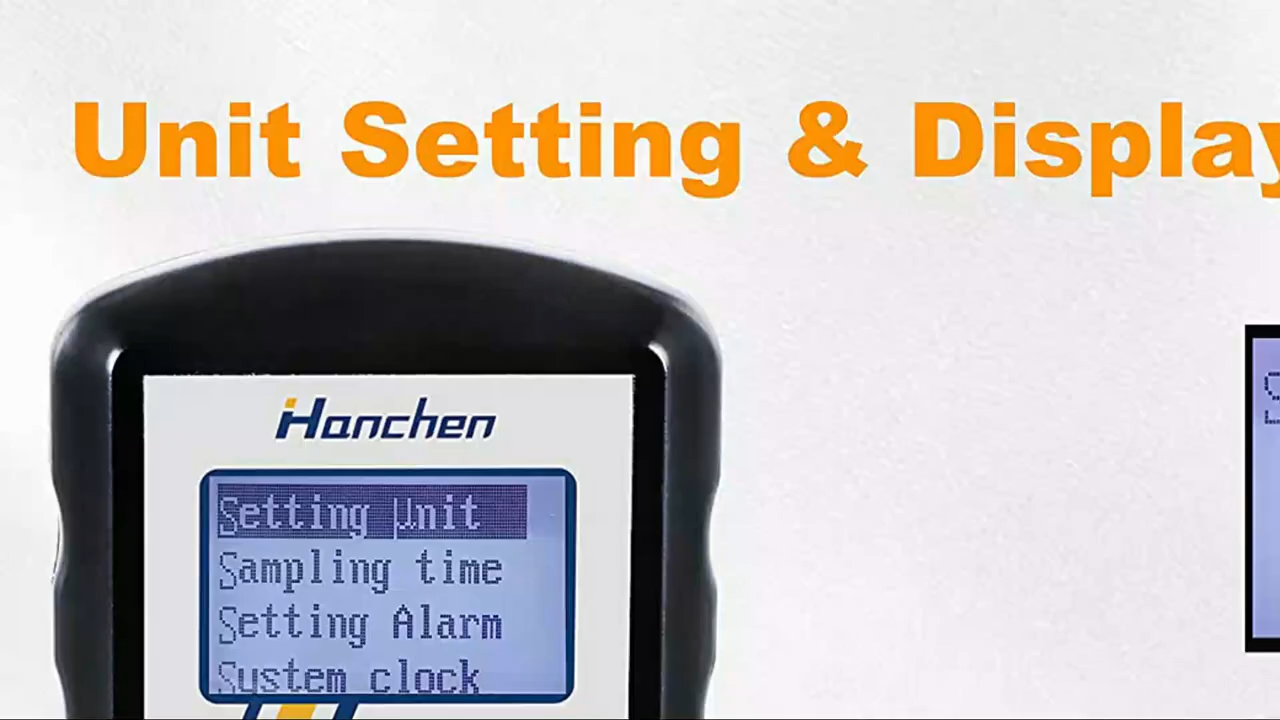 Unit Setting & Display
Hanchen
Setting Unit
Sampling time
Setting Alarm
System clock